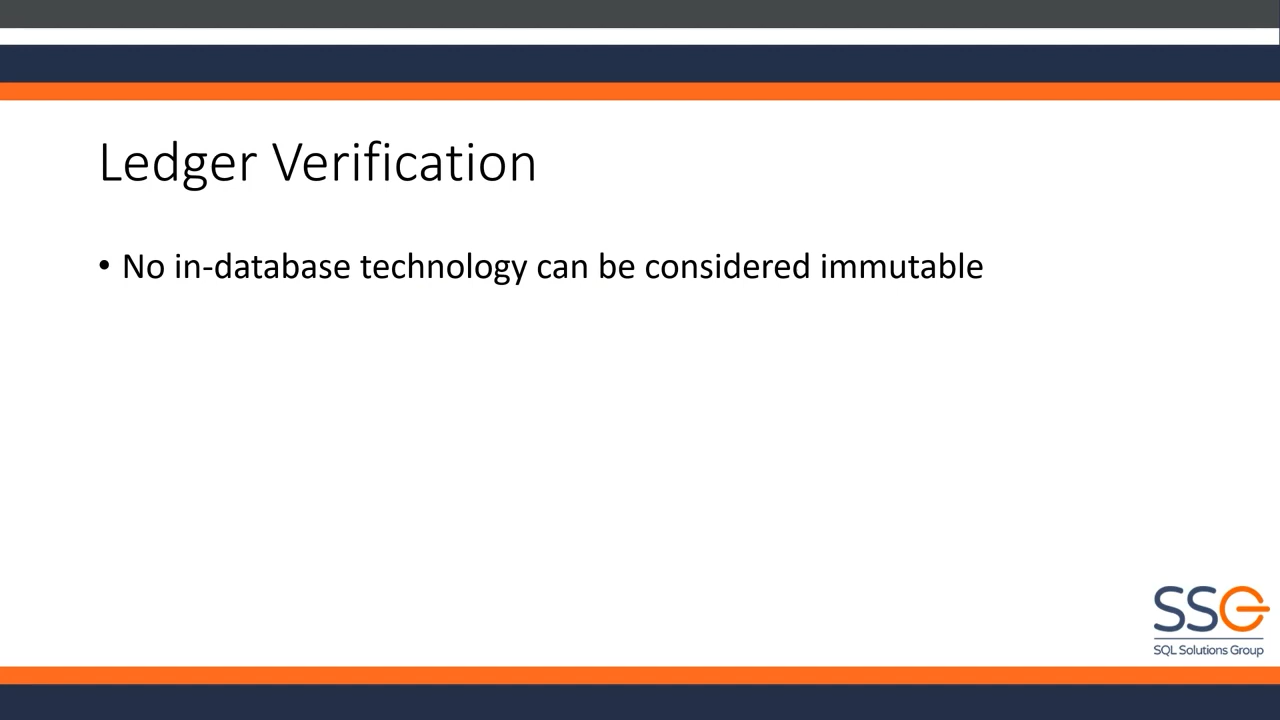 Ledger Verification
• No in-database technology can be considered immutable
SSG
SQL Solutions Group